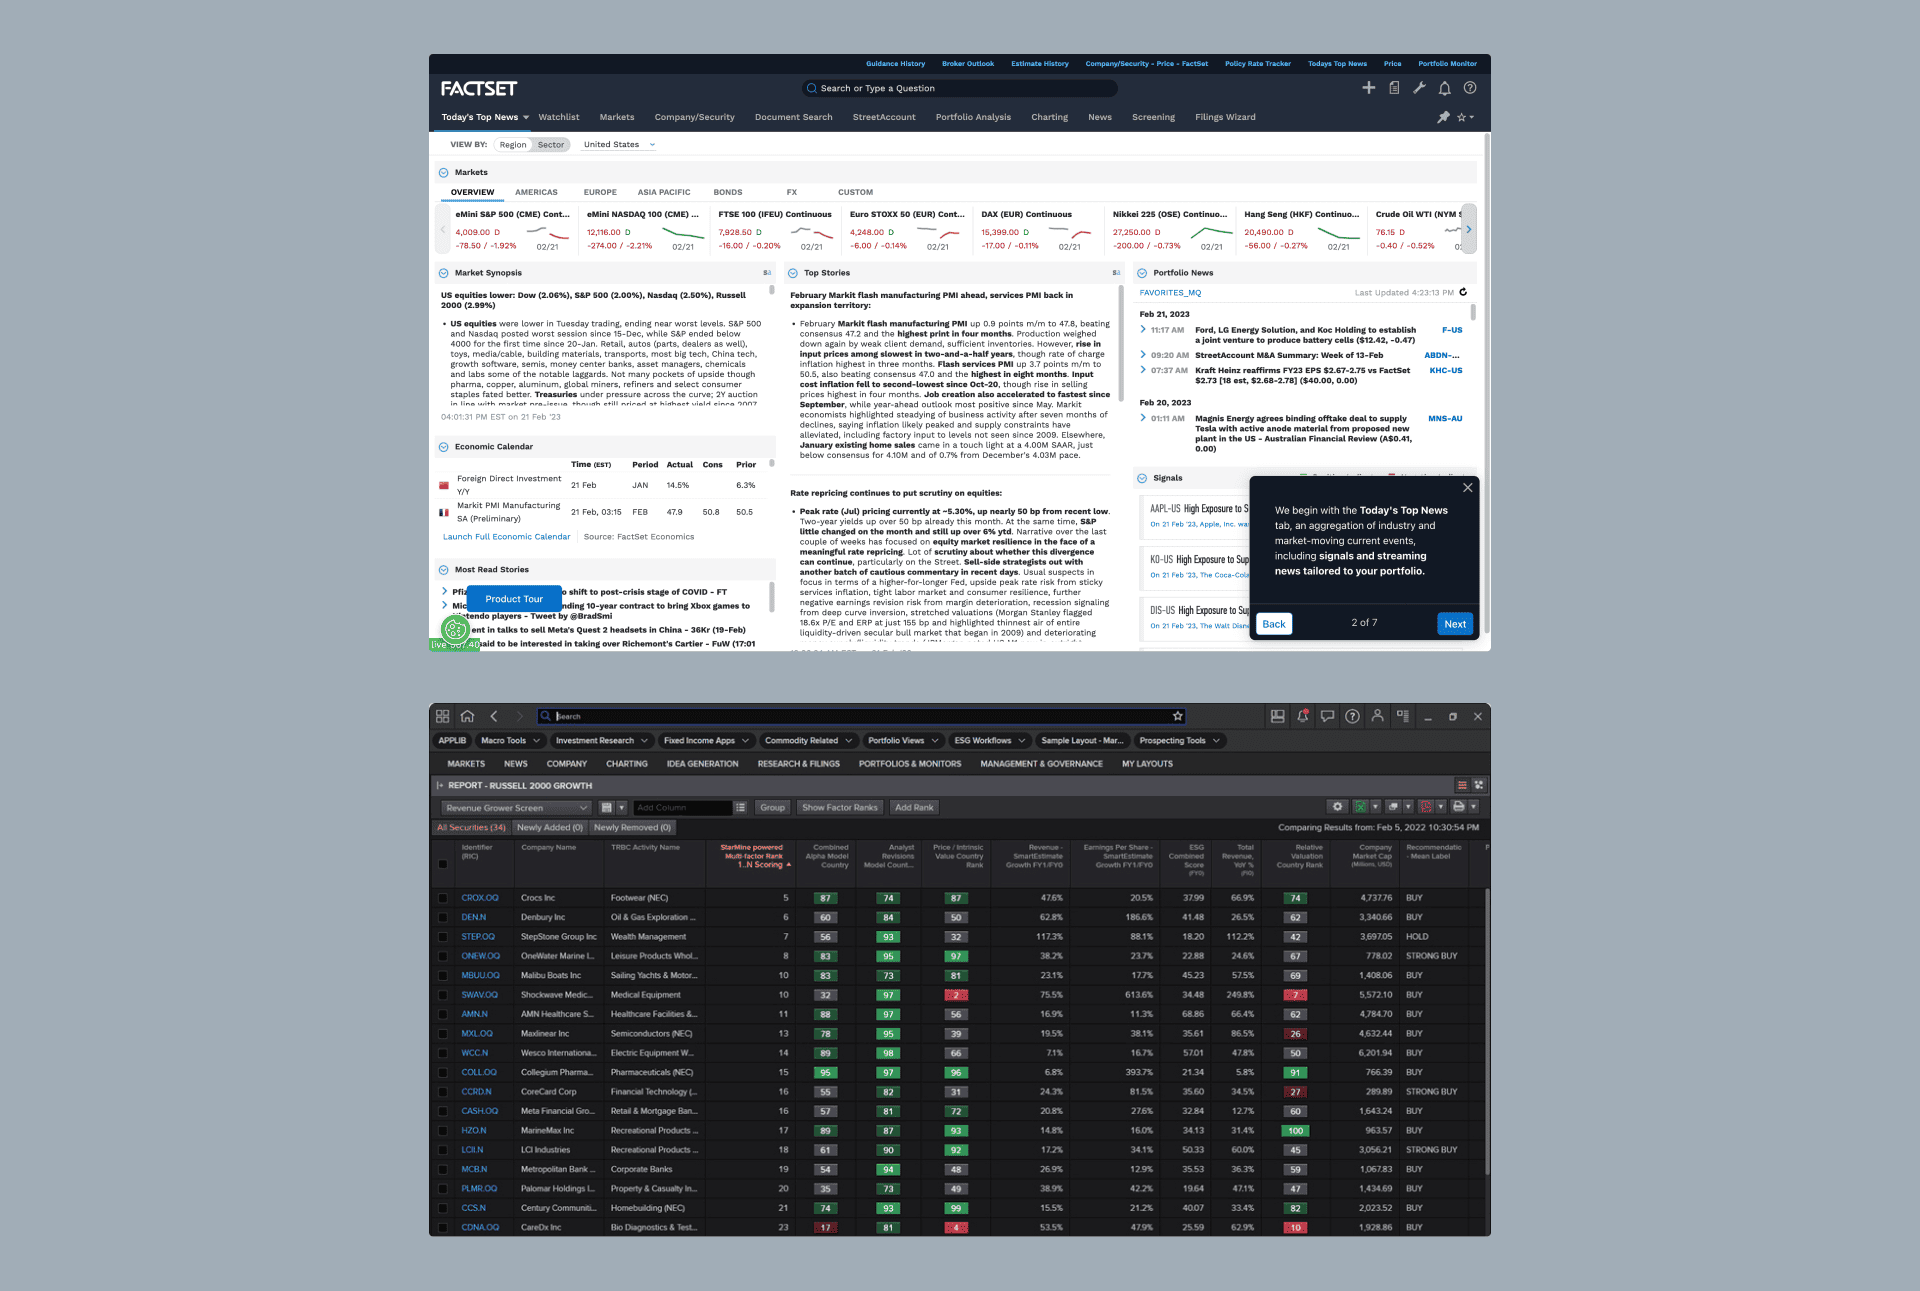 Guidance History Broker Outlook Estimate History Company/Security - Price - FactSet Policy Rate Tracker Todays Top News Price Portfolio Monitor
FACTSET
Search or Type a Question
Today's Top News Watchlist Markets Company/Security Document Search StreetAccount Portfolio Analysis Charting News Screening Filings Wizard
VIEW BY: Region Sector United States
Markets
OVERVIEW AMERICAS EUROPE ASIA PACIFIC BONDS FX CUSTOM
eMini S&P 500 (CME) Cont...
4,009.00 D
-78.50 / -1.92% 02/21
eMini NASDAQ 100 (CME) ...
12,116.00 D
-274.00 / -2.21% 02/21
FTSE 100 (IFEU) Continuous
7,928.50 D
-16.00 / -0.20% 02/21
Euro STOXX 50 (EUR) Cont...
4,248.00 D
-6.00 / -0.14% 02/21
DAX (EUR) Continuous
15,399.00 D
-17.00 / -0.11% 02/21
Nikkei 225 (OSE) Continuo...
27,250.00 D
-200.00 / -0.73% 02/21
Hang Seng (HKF) Continuo...
20,490.00 D
-56.00 / -0.27% 02/21
Crude Oil WTI (NYM
76.15 D
-0.40 / -0.52%
Market Synopsis
US equities lower: Dow (2.06%), S&P 500 (2.00%), Nasdaq (2.50%), Russell
2000 (2.99%)
• US equities were lower in Tuesday trading, ending near worst levels. S&P 500
and Nasdaq posted worst session since 15-Dec, while S&P ended below
4000 for the first time since 20-Jan. Retail, autos (parts, dealers as well),
toys, media/cable, building materials, transports, most big tech, China tech,
growth software, semis, money center banks, asset managers, chemicals
and labs some of the notable laggards. Not many pockets of upside though
pharma, copper, aluminum, global miners, refiners and select consumer
staples fated better. Treasuries under pressure across the curve; 2Y auction
in line with market pre-issue, though still priced at highest yield since 2007
04:01:31 PM EST on 21 Feb '23
Economic Calendar
Time (EST) Period Actual Cons Prior
Foreign Direct Investment
Y/Y
21 Feb JAN 14.5% 6.3%
Markit PMI Manufacturing
SA (Preliminary)
21 Feb, 03:15 FEB 47.9 50.8 50.5
Launch Full Economic Calendar Source: FactSet Economics
Most Read Stories
Pfiz o shift to post-crisis stage of COVID - FT
Mic nding 10-year contract to bring Xbox games to
ntendo players - Tweet by @BradSmi
ent in talks to sell Meta's Quest 2 headsets in China - 36Kr (19-Feb)
said to be interested in taking over Richemont's Cartier - FuW (17:01
Product Tour
Top Stories
February Markit flash manufacturing PMI ahead, services PMI back in
expansion territory:
• February Markit flash manufacturing PMI up 0.9 points m/m to 47.8, beating
consensus 47.2 and the highest print in four months. Production weighed
down again by weak client demand, sufficient inventories. However, rise in
input prices among slowest in two-and-a-half years, though rate of charge
inflation highest in three months. Flash services PMI up 3.7 points m/m to
50.5, also beating consensus 47.0 and the highest in eight months. Input
cost inflation fell to second-lowest since Oct-20, though rise in selling
prices highest in four months. Job creation also accelerated to fastest since
September, while year-ahead outlook most positive since May. Markit
economists highlighted steadying of business activity after seven months of
declines, saying inflation likely peaked and supply constraints have
alleviated, including factory input to levels not seen since 2009. Elsewhere,
January existing home sales came in a touch light at a 4.00M SAAR, just
below consensus for 4.10M and of 0.7% from December's 4.03M pace.
Rate repricing continues to put scrutiny on equities:
• Peak rate (Jul) pricing currently at ~5.30%, up nearly 50 bp from recent low.
Two-year yields up over 50 bp already this month. At the same time, S&P
little changed on the month and still up over 6% ytd. Narrative over the last
couple of weeks has focused on equity market resilience in the face of a
meaningful rate repricing. Lot of scrutiny about whether this divergence
can continue, particularly on the Street. Sell-side strategists out with
another batch of cautious commentary in recent days. Usual suspects in
focus in terms of a higher-for-longer Fed, upside peak rate risk from sticky
services inflation, tight labor market and consumer resilience, further
negative earnings revision risk from margin deterioration, recession signaling
from deep curve inversion, stretched valuations (Morgan Stanley flagged
18.6x P/E and ERP at just 155 bp and highlighted thinnest air of entire
liquidity-driven secular bull market that began in 2009) and deteriorating
Portfolio News
FAVORITES_MQ Last Updated 4:23:13 PM
Feb 21, 2023
11:17 AM Ford, LG Energy Solution, and Koc Holding to establish F-US
a joint venture to produce battery cells ($12.42, -0.47)
09:20 AM StreetAccount M&A Summary: Week of 13-Feb ABDN-...
07:37 AM Kraft Heinz reaffirms FY23 EPS $2.67-2.75 vs FactSet KHC-US
$2.73 [18 est, $2.68-2.78] ($40.00, 0.00)
Feb 20, 2023
01:11 AM Magnis Energy agrees binding offtake deal to supply MNS-AU
Tesla with active anode material from proposed new
plant in the US - Australian Financial Review (A$0.41,
0.00)
Signals
AAPL-US High Exposure to S
On 21 Feb '23, Apple, Inc. wa
KO-US High Exposure to Sup
On 21 Feb '23, The Coca-Col
DIS-US High Exposure to Sup
On 21 Feb '23, The Walt Disn
We begin with the Today's Top News
tab, an aggregation of industry and
market-moving current events,
including signals and streaming
news tailored to your portfolio.
Back 2 of 7 Next
Search
APPLIB Macro Tools Investment Research Fixed Income Apps Commodity Related Portfolio Views ESG Workflows Sample Layout - Mar... Prospecting Tools
MARKETS NEWS COMPANY CHARTING IDEA GENERATION RESEARCH & FILINGS PORTFOLIOS & MONITORS MANAGEMENT & GOVERNANCE MY LAYOUTS
REPORT - RUSSELL 2000 GROWTH
Revenue Grower Screen Add Column Group Show Factor Ranks Add Rank
All Securities (34) Newly Added (0) Newly Removed (0) Comparing Results from: Feb 5, 2022 10:30:54 PM
Identifier (RIC) Company Name TRBC Activity Name StarMine powered Multi-factor Rank 1..N Scoring Combined Alpha Model Country Analyst Revisions Model Count... Price / Intrinsic Value Country Rank Revenue - SmartEstimate Growth FY1/FY0 Earnings Per Share - SmartEstimate Growth FY1/FY0 ESG Combined Score (FY0) Total Revenue, YoY % (FI0) Relative Valuation Country Rank Company Market Cap (Millions, USD) Recommendatic - Mean Label P
CROX.OQ Crocs Inc Footwear (NEC) 5 87 74 87 47.6% 20.5% 37.99 66.9% 74 4,737.76 BUY
DEN.N Denbury Inc Oil & Gas Exploration ... 6 60 84 50 62.8% 186.6% 41.48 26.5% 62 3,340.66 BUY
STEP.OQ StepStone Group Inc Wealth Management 7 56 93 32 117.3% 88.1% 18.20 112.2% 42 3,697.05 HOLD
ONEW.OQ OneWater Marine I... Leisure Products Whol... 8 83 95 97 38.2% 23.7% 22.88 24.6% 67 778.02 STRONG BUY
MBUU.OQ Malibu Boats Inc Sailing Yachts & Motor... 10 83 73 81 23.1% 17.7% 45.23 57.5% 69 1,408.06 BUY
SWAV.OQ Shockwave Medic... Medical Equipment 10 32 97 2 75.5% 613.6% 34.48 249.8% 7 5,572.10 BUY
AMN.N AMN Healthcare S... Healthcare Facilities &... 11 88 97 56 16.9% 11.3% 68.86 66.4% 62 4,784.70 BUY
MXL.OQ Maxlinear Inc Semiconductors (NEC) 13 78 95 39 19.5% 38.1% 35.61 86.5% 26 4,632.44 BUY
WCC.N Wesco Internationa... Electric Equipment W... 14 89 98 66 7.1% 16.7% 57.01 47.8% 50 6,201.94 BUY
COLL.OQ Collegium Pharma... Pharmaceuticals (NEC) 15 95 97 96 6.8% 393.7% 21.34 5.8% 91 766.39 BUY
CCRD.N CoreCard Corp Financial Technology (... 16 55 82 31 24.3% 81.5% 35.60 34.5% 27 289.89 STRONG BUY
CASH.OQ Meta Financial Gro... Retail & Mortgage Ban... 16 57 81 72 20.8% 27.6% 32.84 12.7% 60 1,643.24 BUY
HZO.N MarineMax Inc Recreational Products ... 17 89 87 93 14.8% 16.0% 34.13 31.4% 100 963.57 BUY
LCII.N LCI Industries Recreational Products ... 18 61 90 92 17.2% 34.1% 50.33 60.0% 45 3,056.21 STRONG BUY
MCB.N Metropolitan Bank ... Corporate Banks 19 54 94 48 26.9% 12.9% 35.53 36.3% 59 1,067.83 BUY
PLMR.OQ Palomar Holdings I... Property & Casualty In... 20 35 73 49 38.9% 42.2% 19.64 47.1% 47 1,434.69 BUY
CCS.N Century Communiti... Homebuilding (NEC) 21 74 93 99 15.5% 21.2% 40.07 33.4% 82 2,023.52 BUY
CDNA.OQ CareDx Inc Bio Diagnostics & Test... 23 17 81 4 53.5% 47.9% 25.59 62.9% 10 1,928.86 BUY